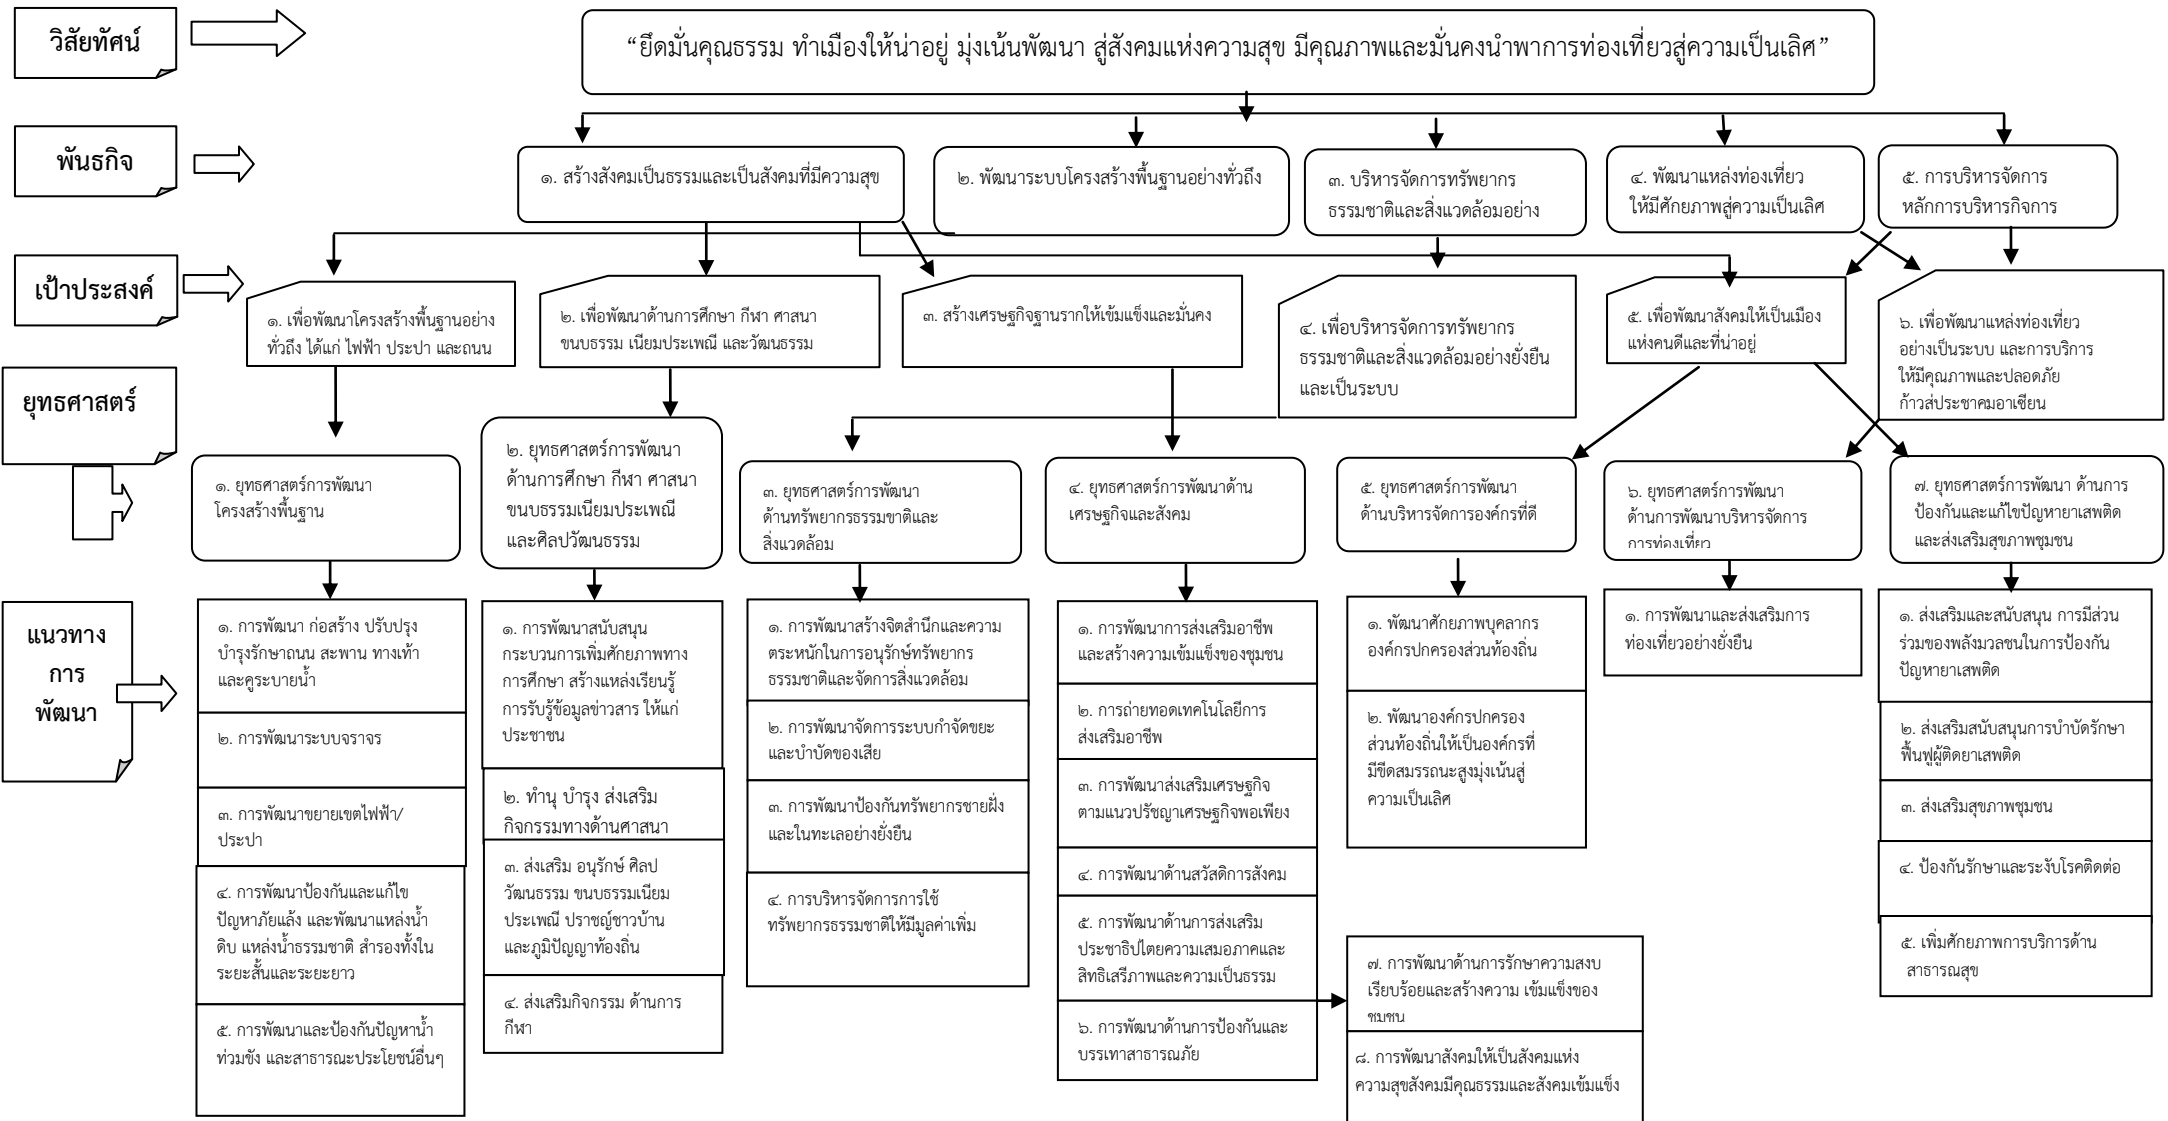 วิสัยทัศน์
“ยึดมั่นคุณธรรม ทำเมืองให้น่าอยู่ มุ่งเน้นพัฒนา สู่สังคมแห่งความสุข มีคุณภาพและมั่นคงนำพาการท่องเที่ยวสู่ความเป็นเลิศ”
พันธกิจ
๑. สร้างสังคมเป็นธรรมและเป็นสังคมที่มีความสุข
๒. พัฒนาระบบโครงสร้างพื้นฐานอย่างทั่วถึง
๓. บริหารจัดการทรัพยากร
ธรรมชาติและสิ่งแวดล้อมอย่าง
๔. พัฒนาแหล่งท่องเที่ยว
ให้มีศักยภาพสู่ความเป็นเลิศ
๕. การบริหารจัดการ
หลักการบริหารกิจการ
เป้าประสงค์
๑. เพื่อพัฒนาโครงสร้างพื้นฐานอย่าง
ทั่วถึง ได้แก่ ไฟฟ้า ประปา และถนน
๒. เพื่อพัฒนาด้านการศึกษา กีฬา ศาสนา
ขนบธรรม เนียมประเพณี และวัฒนธรรม
๓. สร้างเศรษฐกิจฐานรากให้เข้มแข็งและมั่นคง
๔. เพื่อบริหารจัดการทรัพยากร
ธรรมชาติและสิ่งแวดล้อมอย่างยั่งยืน
และเป็นระบบ
๕. เพื่อพัฒนาสังคมให้เป็นเมือง
แห่งคนดีและที่น่าอยู่
๖. เพื่อพัฒนาแหล่งท่องเที่ยว
อย่างเป็นระบบ และการบริการ
ให้มีคุณภาพและปลอดภัย
ก้าวสู่ประชาคมอาเซียน
ยุทธศาสตร์
๑. ยุทธศาสตร์การพัฒนา
โครงสร้างพื้นฐาน
๒. ยุทธศาสตร์การพัฒนา
ด้านการศึกษา กีฬา ศาสนา
ขนบธรรมเนียมประเพณี
และศิลปวัฒนธรรม
๓. ยุทธศาสตร์การพัฒนา
ด้านทรัพยากรธรรมชาติและ
สิ่งแวดล้อม
๔. ยุทธศาสตร์การพัฒนาด้าน
เศรษฐกิจและสังคม
๕. ยุทธศาสตร์การพัฒนา
ด้านบริหารจัดการองค์กรที่ดี
๖. ยุทธศาสตร์การพัฒนา
ด้านการพัฒนาบริหารจัดการ
การท่องเที่ยว
๗. ยุทธศาสตร์การพัฒนา ด้านการ
ป้องกันและแก้ไขปัญหายาเสพติด
และส่งเสริมสุขภาพชุมชน
แนวทาง
การ
พัฒนา
๑. การพัฒนา ก่อสร้าง ปรับปรุง
บำรุงรักษาถนน สะพาน ทางเท้า
และคูระบายน้ำ
๒. การพัฒนาระบบจราจร
๓. การพัฒนาขยายเขตไฟฟ้า/
ประปา
๔. การพัฒนาป้องกันและแก้ไข
ปัญหาภัยแล้ง และพัฒนาแหล่งน้ำ
ดิบ แหล่งน้ำธรรมชาติ สำรองทั้งใน
ระยะสั้นและระยะยาว
๕. การพัฒนาและป้องกันปัญหาน้ำ
ท่วมขัง และสาธารณะประโยชน์อื่นๆ
๑. การพัฒนาสนับสนุน
กระบวนการเพิ่มศักยภาพทาง
การศึกษา สร้างแหล่งเรียนรู้
การรับรู้ข้อมูลข่าวสาร ให้แก่
ประชาชน
๒. ทำนุ บำรุง ส่งเสริม
กิจกรรมทางด้านศาสนา
๓. ส่งเสริม อนุรักษ์ ศิลป
วัฒนธรรม ขนบธรรมเนียม
ประเพณี ปราชญ์ชาวบ้าน
และภูมิปัญญาท้องถิ่น
๔. ส่งเสริมกิจกรรม ด้านการ
กีฬา
๑. การพัฒนาสร้างจิตสำนึกและความ
ตระหนักในการอนุรักษ์ทรัพยากร
ธรรมชาติและจัดการสิ่งแวดล้อม
๒. การพัฒนาจัดการระบบกำจัดขยะ
และบำบัดของเสีย
๓. การพัฒนาป้องกันทรัพยากรชายฝั่ง
และในทะเลอย่างยั่งยืน
๔. การบริหารจัดการการใช้
ทรัพยากรธรรมชาติให้มีมูลค่าเพิ่ม
๑. การพัฒนาการส่งเสริมอาชีพ
และสร้างความเข้มแข็งของชุมชน
๒. การถ่ายทอดเทคโนโลยีการ
ส่งเสริมอาชีพ
๓. การพัฒนาส่งเสริมเศรษฐกิจ
ตามแนวปรัชญาเศรษฐกิจพอเพียง
๔. การพัฒนาด้านสวัสดิการสังคม
๕. การพัฒนาด้านการส่งเสริม
ประชาธิปไตยความเสมอภาคและ
สิทธิเสรีภาพและความเป็นธรรม
๖. การพัฒนาด้านการป้องกันและ
บรรเทาสาธารณภัย
๑. พัฒนาศักยภาพบุคลากร
องค์กรปกครองส่วนท้องถิ่น
๒. พัฒนาองค์กรปกครอง
ส่วนท้องถิ่นให้เป็นองค์กรที่
มีขีดสมรรถนะสูงมุ่งเน้นสู่
ความเป็นเลิศ
๗. การพัฒนาด้านการรักษาความสงบ
เรียบร้อยและสร้างความ เข้มแข็งของ
ชุมชน
๘. การพัฒนาสังคมให้เป็นสังคมแห่ง
ความสุขสังคมมีคุณธรรมและสังคมเข้มแข็ง
๑. การพัฒนาและส่งเสริมการ
ท่องเที่ยวอย่างยั่งยืน
๑. ส่งเสริมและสนับสนุน การมีส่วน
ร่วมของพลังมวลชนในการป้องกัน
ปัญหายาเสพติด
๒. ส่งเสริมสนับสนุนการบำบัดรักษา
ฟื้นฟูผู้ติดยาเสพติด
๓. ส่งเสริมสุขภาพชุมชน
๔. ป้องกันรักษาและระงับโรคติดต่อ
๕. เพิ่มศักยภาพการบริการด้าน
สาธารณสุข